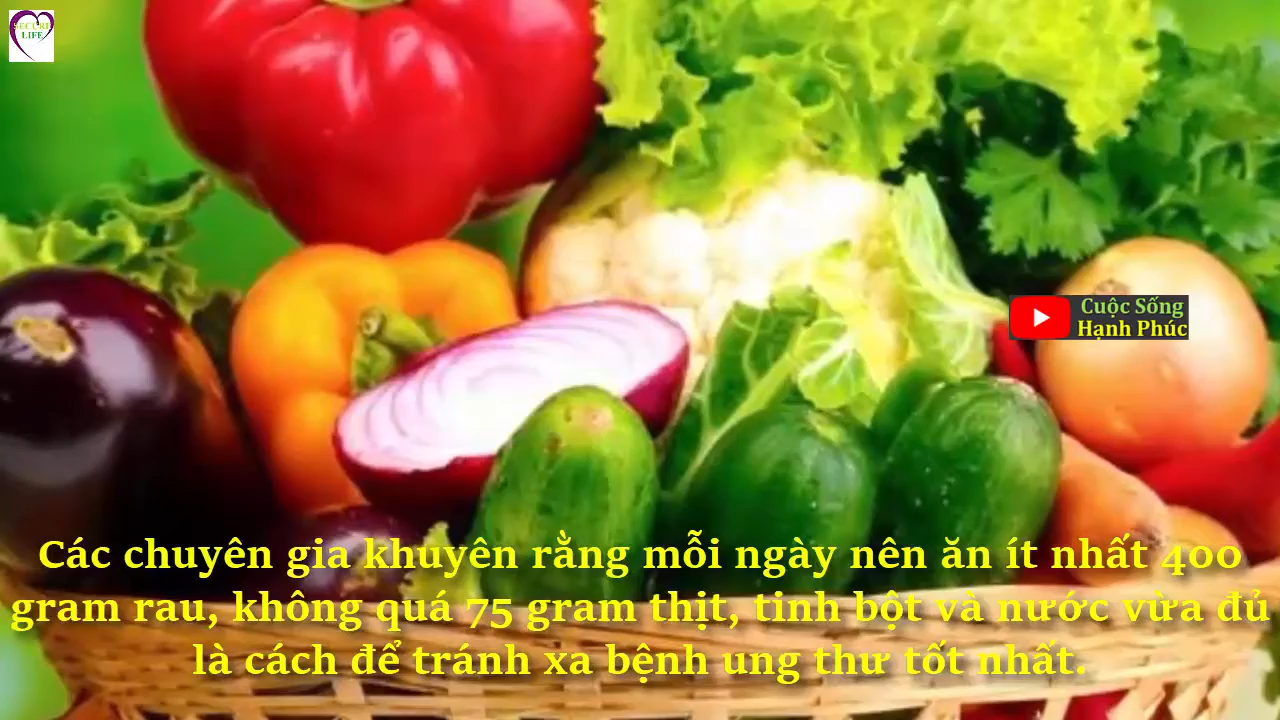 SECURE
LIFE
Cuộc Sống
Hạnh Phúc
Các chuyên gia khuyên rằng mỗi ngày nên ăn ít nhất 400
gram rau, không quá 75 gram thịt, tinh bột và nước vừa đủ
là cách để tránh xa bệnh ung thư tốt nhất.